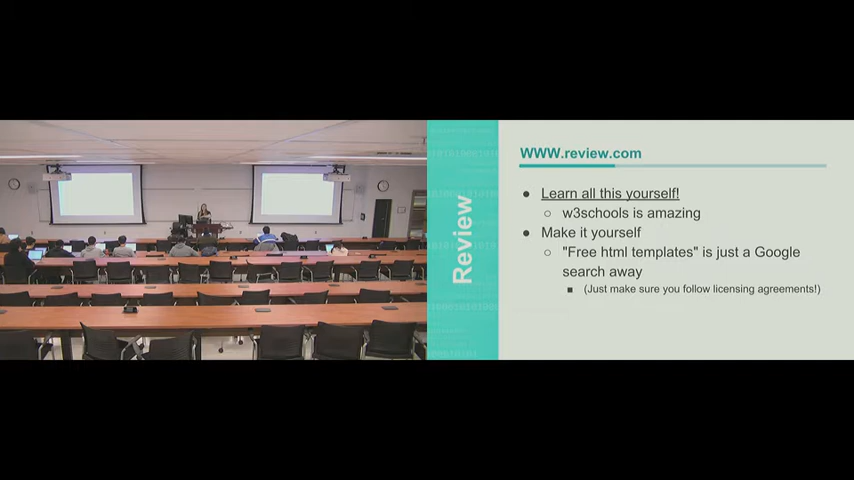 Review
WWW.review.com
● Learn all this yourself!
○ w3schools is amazing
● Make it yourself
○ "Free html templates" is just a Google
search away
■ (Just make sure you follow licensing agreements!)